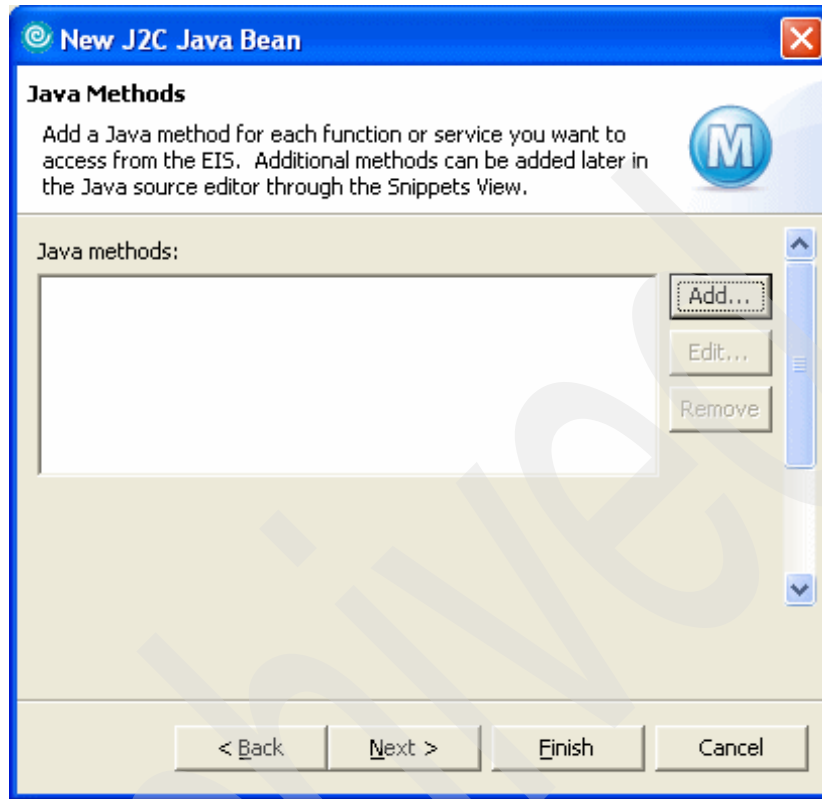 New J2C Java Bean
Java Methods
Add a Java method for each function or service you want to
access from the EIS. Additional methods can be added later in
the Java source editor through the Snippets View.
M
Java methods:
Add...
Edit...
Remove
< Back
Next >
Finish
Cancel